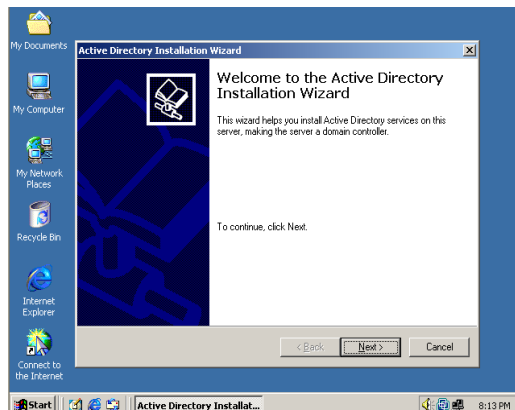 My Documents
My Computer
My Network
Places
Recycle Bin
Internet
Explorer
Connect to
the Internet
Active Directory Installation Wizard
Welcome to the Active Directory
Installation Wizard
This wizard helps you install Active Directory services on this
server, making the server a domain controller.
To continue, click Next.
< Back
Next >
Cancel
Start
Active Directory Installat...
8:13 PM